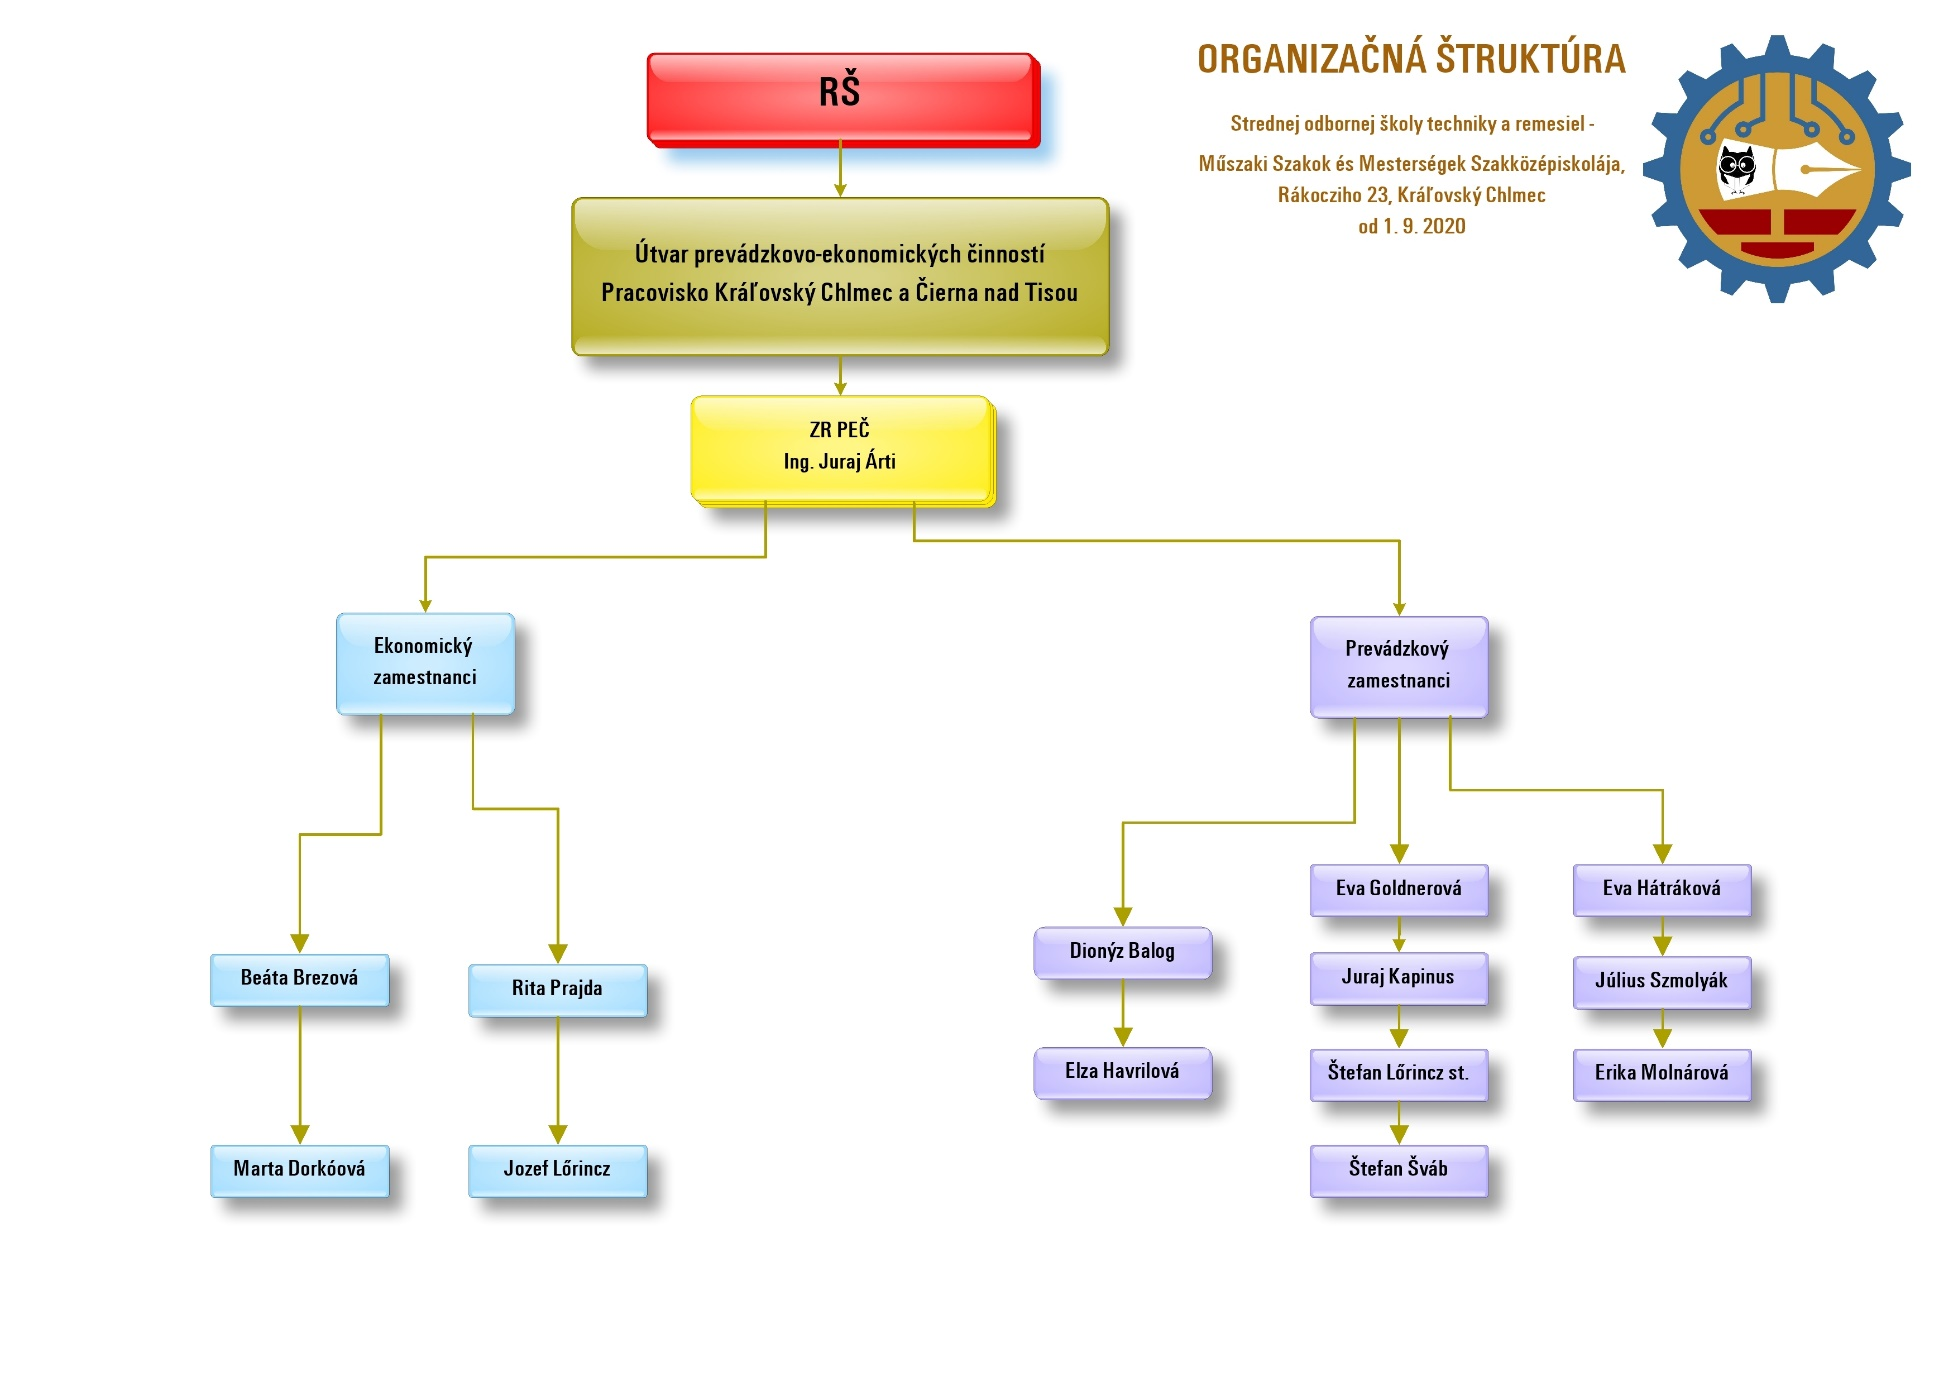 RŠ
ORGANIZAČNÁ ŠTRUKTÚRA
Strednej odbornej školy techniky a remesiel -
Műszaki Szakok és Mesterségek Szakközépiskolája,
Rákocziho 23, Kráľovský Chlmec
od 1. 9. 2020
Útvar prevádzkovo-ekonomických činností
Pracovisko Kráľovský Chlmec a Čierna nad Tisou
ZR PEČ
Ing. Juraj Árti
Ekonomický
zamestnanci
Prevádzkový
zamestnanci
Beáta Brezová
Marta Dorkóová
Rita Prajda
Jozef Lőrincz
Dionýz Balog
Elza Havrilová
Eva Goldnerová
Juraj Kapinus
Štefan Lőrincz st.
Štefan Šváb
Eva Hátráková
Július Szmolyák
Erika Molnárová